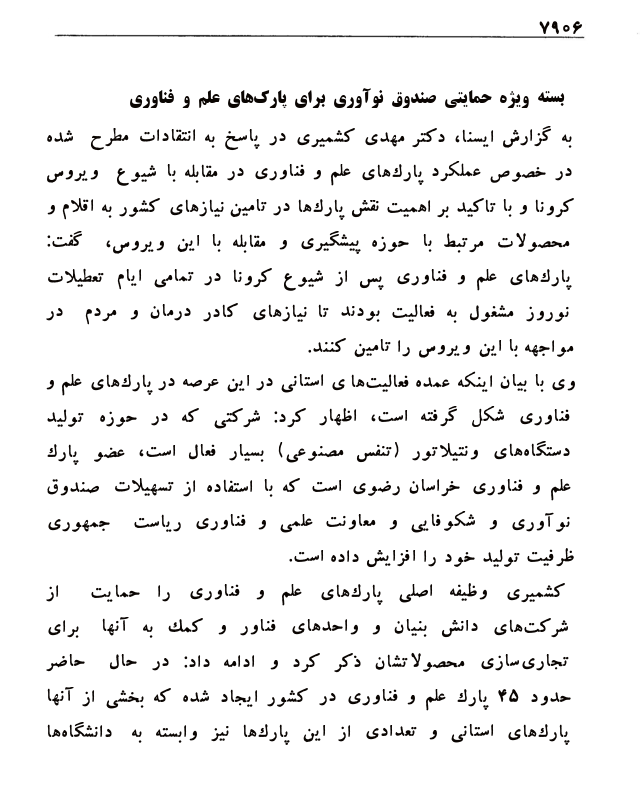 ۷۹۰۶
بسته ویژه حمایتی صندوق نوآوری برای پارک‌های علم و فناوری
به گزارش ایسنا، دکتر مهدی کشمیری در پاسخ به انتقادات مطرح شده
در خصوص عملکرد پارك‌های علم و فناوری در مقابله با شیوع ویروس
کرونا و با تاکید بر اهمیت نقش پارك‌ها در تامین نیازهای کشور به اقلام و
محصولات مرتبط با حوزه پیشگیری و مقابله با این ویروس، گفت:
پارك‌های علم و فناوری پس از شیوع کرونا در تمامی ایام تعطیلات
نوروز مشغول به فعالیت بودند تا نیازهای کادر درمان و مردم در
مواجهه با این ویروس را تامین کنند.
وی با بیان اینکه عمده فعالیت‌های استانی در این عرصه در پارك‌های علم و
فناوری شکل گرفته است، اظهار کرد: شرکتی که در حوزه تولید
دستگاه‌های ونتیلاتور (تنفس مصنوعی) بسیار فعال است، عضو پارك
علم و فناوری خراسان رضوی است که با استفاده از تسهیلات صندوق
نوآوری و شکوفایی و معاونت علمی و فناوری ریاست جمهوری
ظرفیت تولید خود را افزایش داده است.
کشمیری وظیفه اصلی پارك‌های علم و فناوری را حمایت از
شرکت‌های دانش بنیان و واحدهای فناور و کمك به آنها برای
تجاری‌سازی محصولاتشان ذکر کرد و ادامه داد: در حال حاضر
حدود ۴۵ پارك علم و فناوری در کشور ایجاد شده که بخشی از آنها
پارك‌های استانی و تعدادی از این پارك‌ها نیز وابسته به دانشگاه‌ها